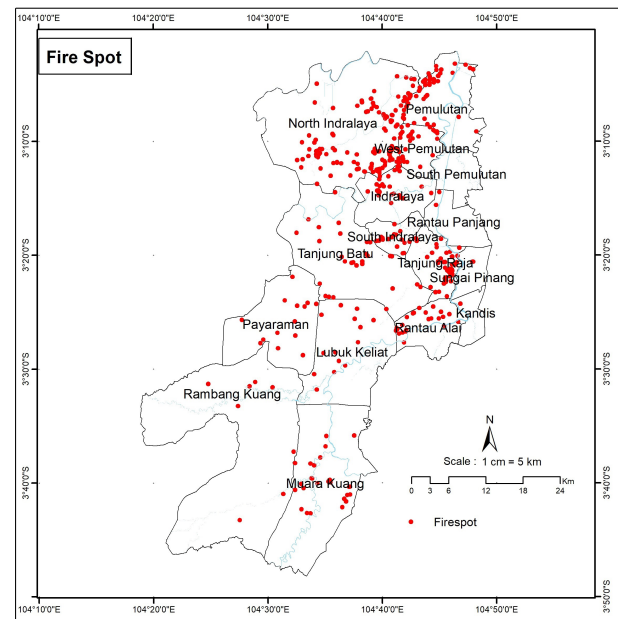 104°10'0"E 104°20'0"E 104°30'0"E 104°40'0"E 104°50'0"E
Fire Spot
Pemulutan
North Indralaya
3°10'0"S 3°10'0"S
West Pemulutan
South Pemulutan
Indralaya
Rantau Panjang
South Indralaya
3°20'0"S 3°20'0"S
Tanjung Batu
Tanjung Raja
Sungai Pinang
Kandis
Payaraman
Rantau Alai
Lubuk Keliat
3°30'0"S 3°30'0"S
Rambang Kuang
N
Scale : 1 cm = 5 km
Km
3°40'0"S 3°40'0"S
Muara Kuang
0 3 6 12 18 24
Firespot
3°50'0"S 3°50'0"S
104°10'0"E 104°20'0"E 104°30'0"E 104°40'0"E 104°50'0"E